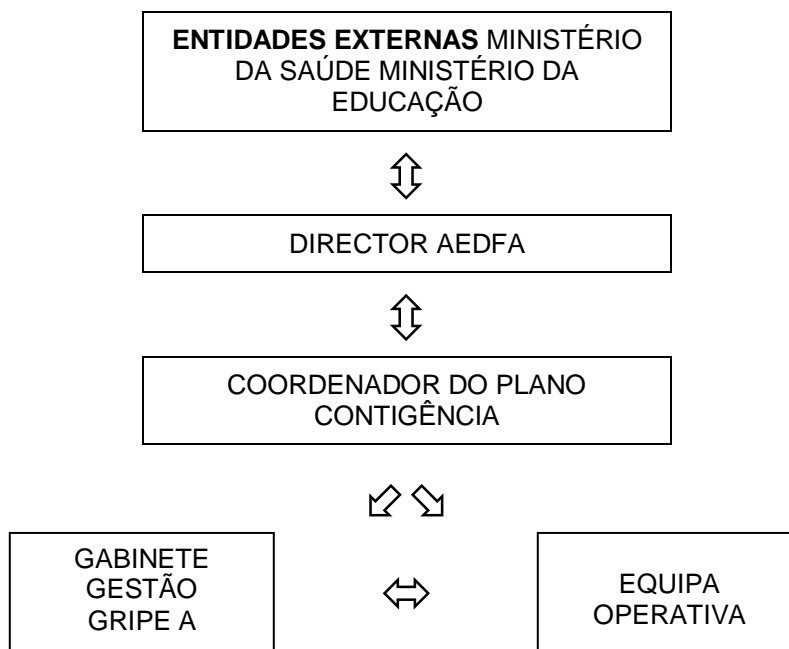 ENTIDADES EXTERNAS MINISTÉRIO
DA SAÚDE MINISTÉRIO DA
EDUCAÇÃO
DIRECTOR AEDFA
COORDENADOR DO PLANO
CONTIGÊNCIA
GABINETE
GESTÃO
GRIPE A
EQUIPA
OPERATIVA